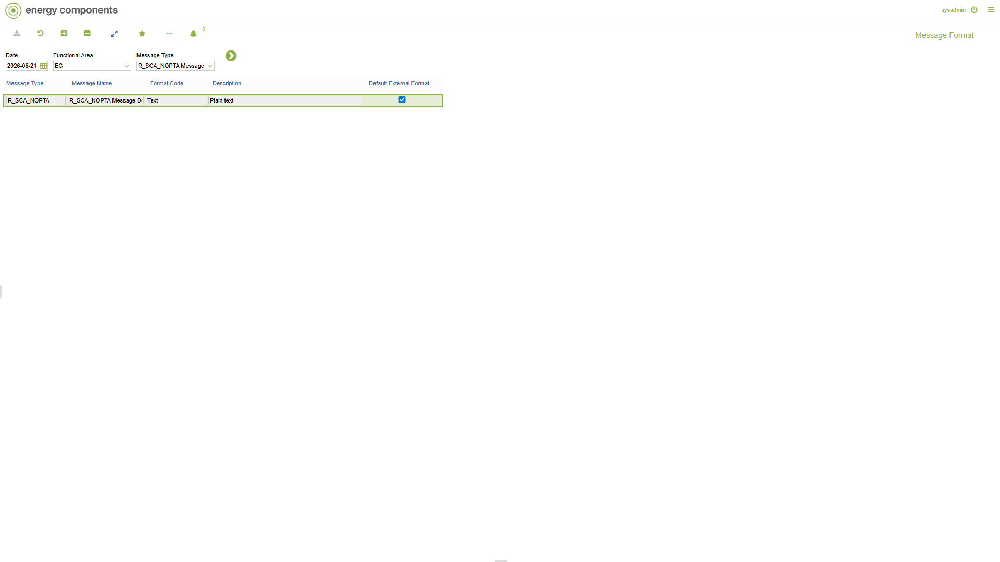 energy components
sysadmin
0
Message Format
Date
Functional Area
Message Type
2026-06-21
EC
R_SCA_NOPTA Message
Message Type
Message Name
Format Code
Description
Default External Format
R_SCA_NOPTA
R_SCA_NOPTA Message De
Text
Plain text